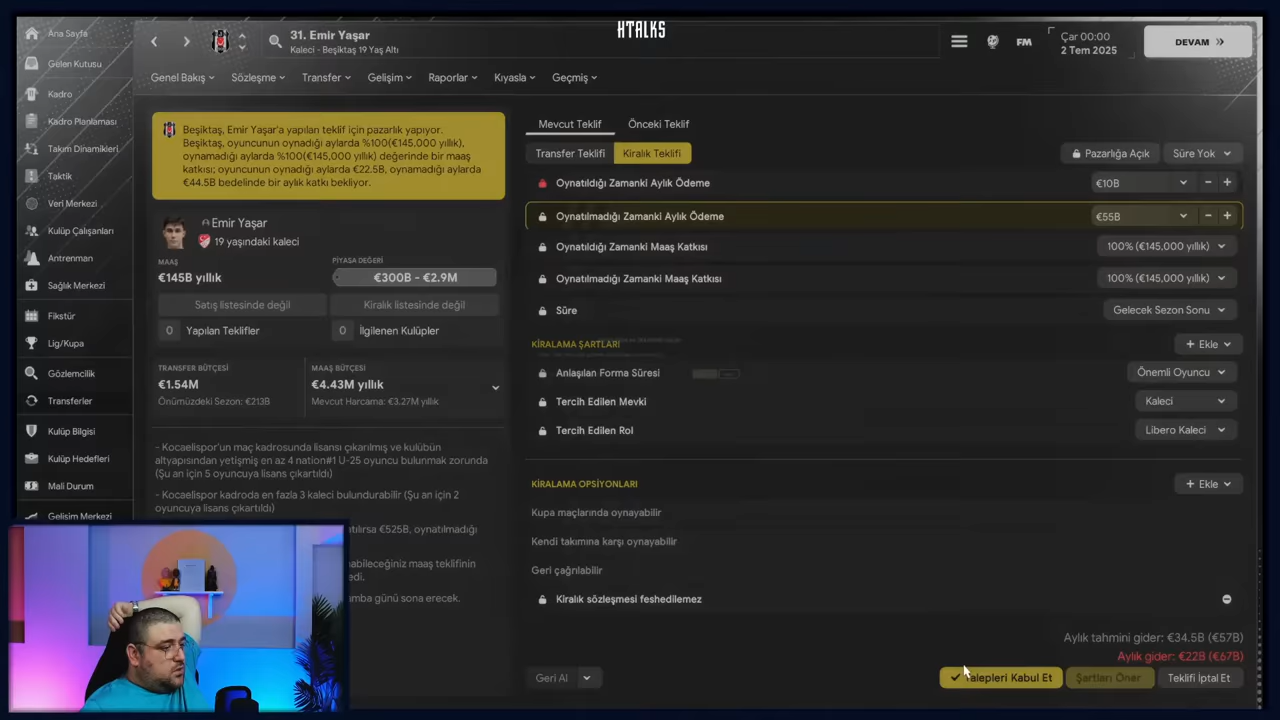 HTALKS
Ana Sayfa
Gelen Kutusu
Kadro
Kadro Planlaması
Takım Dinamikleri
Taktik
Veri Merkezi
Kulüp Çalışanları
Antrenman
Sağlık Merkezi
Fikstür
Lig/Kupa
Gözlemcilik
Transferler
Kulüp Bilgisi
Kulüp Hedefleri
Mali Durum
Gelişim Merkezi
31. Emir Yaşar
Kaleci - Beşiktaş 19 Yaş Altı
FM
Çar 00:00
2 Tem 2025
DEVAM
Genel Bakış
Sözleşme
Transfer
Gelişim
Raporlar
Kıyasla
Geçmiş
Beşiktaş, Emir Yaşar'a yapılan teklif için pazarlık yapıyor.
Beşiktaş, oyuncunun oynadığı aylarda %100(€145,000 yıllık),
oynamadığı aylarda %100(€145,000 yıllık) değerinde bir maaş
katkısı; oyuncunun oynadığı aylarda €22.5B, oynamadığı aylarda
€44.5B bedelinde bir aylık katkı bekliyor.
Emir Yaşar
19 yaşındaki kaleci
MAAŞ
€145B yıllık
PİYASA DEĞERİ
€300B - €2.9M
Satış listesinde değil
Kiralık listesinde değil
0 Yapılan Teklifler
0 İlgilenen Kulüpler
TRANSFER BÜTÇESİ
€1.54M
Önümüzdeki Sezon: €213B
MAAŞ BÜTÇESİ
€4.43M yıllık
Mevcut Harcama: €3.27M yıllık
- Kocaelispor'un maç kadrosunda lisansı çıkarılmış ve kulübün
altyapısından yetişmiş en az 4 nation#1 U-25 oyuncu bulunmak zorunda
(Şu an için 5 oyuncuya lisans çıkartıldı)
- Kocaelispor kadroda en fazla 3 kaleci bulundurabilir (Şu an için 2
oyuncuya lisans çıkartıldı)
ıtılırsa €525B, oynatılmadığı
nabileceğiniz maaş teklifinin
edi.
mba günü sona erecek.
Mevcut Teklif
Önceki Teklif
Transfer Teklifi
Kiralık Teklifi
Pazarlığa Açık
Süre Yok
Oynatıldığı Zamanki Aylık Ödeme
€10B
Oynatılmadığı Zamanki Aylık Ödeme
€55B
Oynatıldığı Zamanki Maaş Katkısı
100% (€145,000 yıllık)
Oynatılmadığı Zamanki Maaş Katkısı
100% (€145,000 yıllık)
Süre
Gelecek Sezon Sonu
KİRALAMA ŞARTLARI
+ Ekle
Anlaşılan Forma Süresi
Önemli Oyuncu
Tercih Edilen Mevki
Kaleci
Tercih Edilen Rol
Libero Kaleci
KİRALAMA OPSİYONLARI
+ Ekle
Kupa maçlarında oynayabilir
Kendi takımına karşı oynayabilir
Geri çağrılabilir
Kiralık sözleşmesi feshedilemez
Aylık tahmini gider: €34.5B (€57B)
Aylık gider: €22B (€67B)
Geri Al
Talepleri Kabul Et
Şartları Öner
Teklifi İptal Et